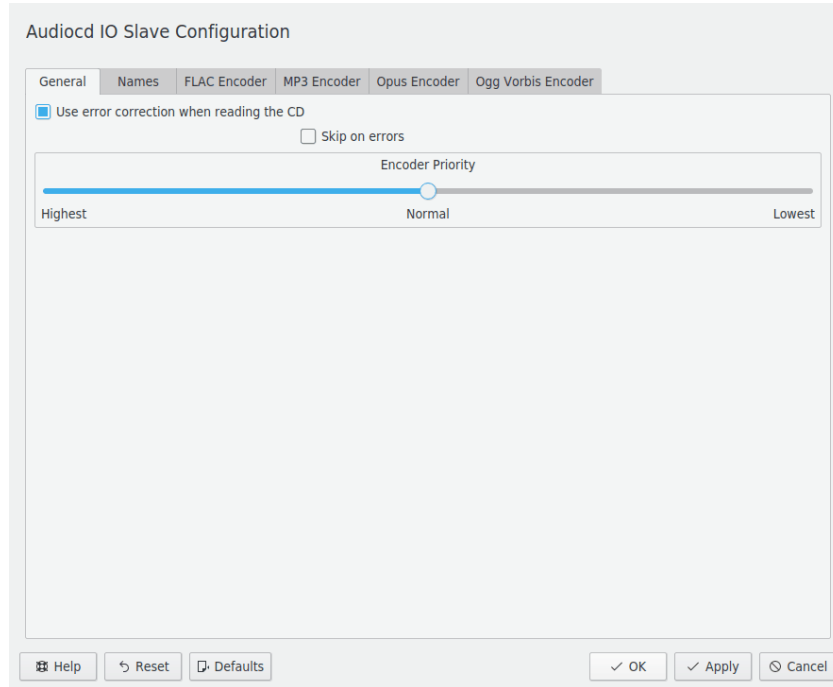 Audiocd IO Slave Configuration
General Names FLAC Encoder MP3 Encoder Opus Encoder Ogg Vorbis Encoder
Use error correction when reading the CD
Skip on errors
Encoder Priority
Highest Normal Lowest
Help Reset Defaults OK Apply Cancel